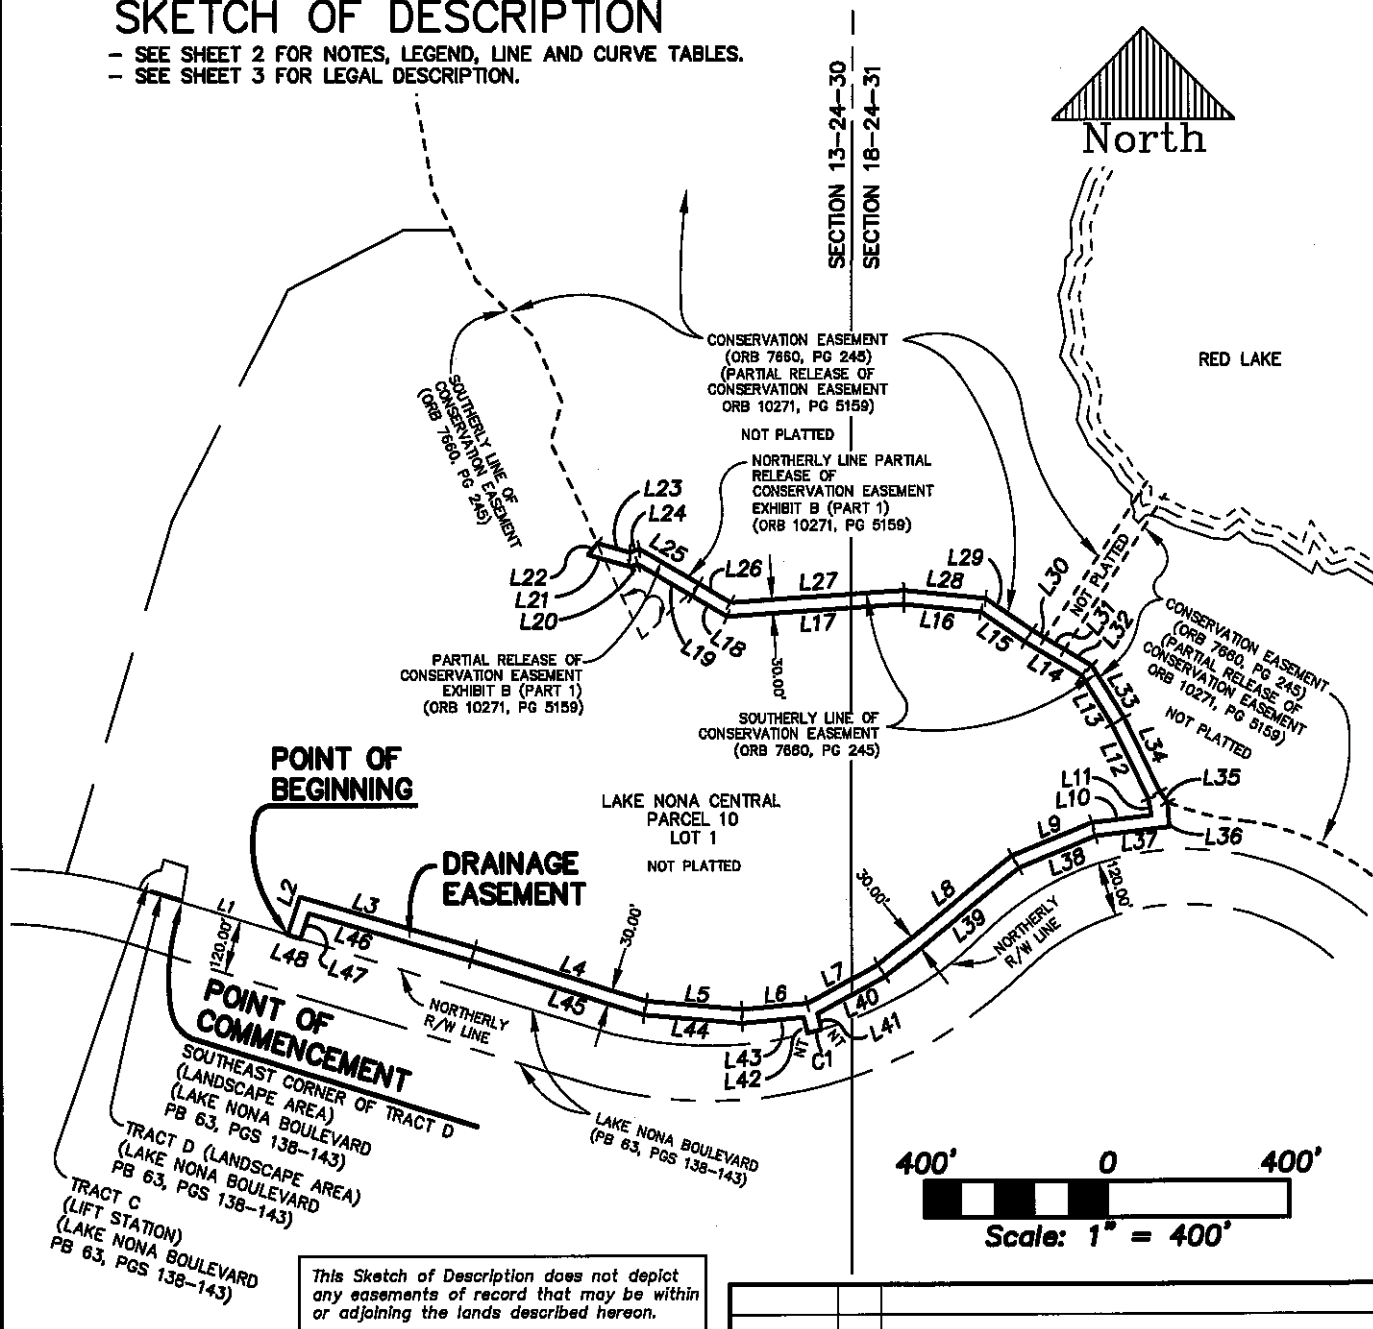 SKETCH OF DESCRIPTION
- SEE SHEET 2 FOR NOTES, LEGEND, LINE AND CURVE TABLES.
- SEE SHEET 3 FOR LEGAL DESCRIPTION.
SECTION 13-24-30
SECTION 18-24-31
North
RED LAKE
CONSERVATION EASEMENT
(ORB 7660, PG 245)
(PARTIAL RELEASE OF
CONSERVATION EASEMENT
ORB 10271, PG 5159)
NOT PLATTED
SOUTHERLY LINE OF
CONSERVATION EASEMENT
(ORB 7660, PG 245)
NORTHERLY LINE PARTIAL
RELEASE OF
CONSERVATION EASEMENT
EXHIBIT B (PART 1)
(ORB 10271, PG 5159)
L23
L24
L25
L26
L27
L28
L29
L30
NOT PLATTED
L31
L32
L22
L21
L20
L19
L18
L17
L16
L15
L14
30.00'
CONSERVATION EASEMENT
(ORB 7660, PG 245)
(PARTIAL RELEASE OF
CONSERVATION EASEMENT
ORB 10271, PG 5159)
NOT PLATTED
PARTIAL RELEASE OF
CONSERVATION EASEMENT
EXHIBIT B (PART 1)
(ORB 10271, PG 5159)
SOUTHERLY LINE OF
CONSERVATION EASEMENT
(ORB 7660, PG 245)
L33
L13
L34
L12
L35
L11
L10
L36
L37
L9
L38
POINT OF
BEGINNING
LAKE NONA CENTRAL
PARCEL 10
LOT 1
NOT PLATTED
DRAINAGE
EASEMENT
L1
L2
L3
L46
L48
L47
120.00'
30.00'
L4
L45
L5
L44
L6
L43
L42
NT
C1
NT
L41
L7
L40
L8
L39
30.00'
120.00'
NORTHERLY
R/W LINE
NORTHERLY
R/W LINE
POINT OF
COMMENCEMENT
SOUTHEAST CORNER OF TRACT D
(LANDSCAPE AREA)
(LAKE NONA BOULEVARD
PB 63, PGS 138-143)
TRACT D (LANDSCAPE AREA)
(LAKE NONA BOULEVARD
PB 63, PGS 138-143)
TRACT C
(LIFT STATION)
(LAKE NONA BOULEVARD
PB 63, PGS 138-143)
LAKE NONA BOULEVARD
(PB 63, PGS 138-143)
400' 0 400'
Scale: 1" = 400'
This Sketch of Description does not depict
any easements of record that may be within
or adjoining the lands described hereon.